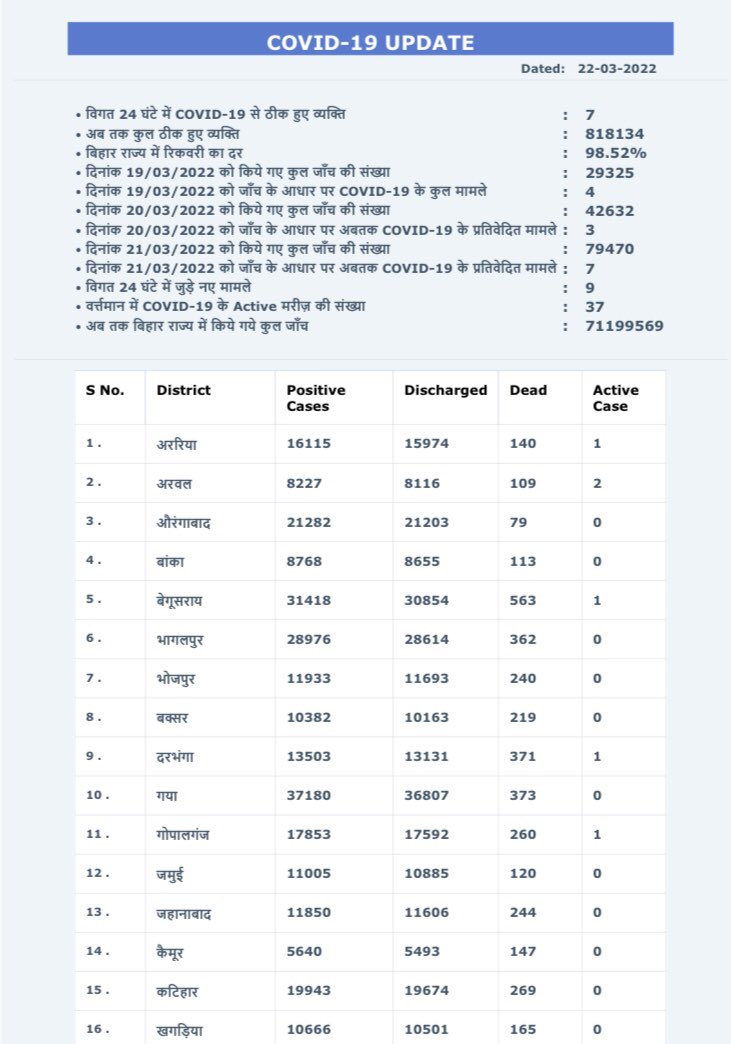 COVID-19 UPDATE
Dated: 22-03-2022
• विगत 24 घंटे में COVID-19 से ठीक हुए व्यक्ति : 7
• अब तक कुल ठीक हुए व्यक्ति : 818134
• बिहार राज्य में रिकवरी का दर : 98.52%
• दिनांक 19/03/2022 को किये गए कुल जाँच की संख्या : 29325
• दिनांक 19/03/2022 को जाँच के आधार पर COVID-19 के कुल मामले : 4
• दिनांक 20/03/2022 को किये गए कुल जाँच की संख्या : 42632
• दिनांक 20/03/2022 को जाँच के आधार पर अबतक COVID-19 के प्रतिवेदित मामले : 3
• दिनांक 21/03/2022 को किये गए कुल जाँच की संख्या : 79470
• दिनांक 21/03/2022 को जाँच के आधार पर अबतक COVID-19 के प्रतिवेदित मामले : 7
• विगत 24 घंटे में जुड़े नए मामले : 9
• वर्त्तमान में COVID-19 के Active मरीज़ की संख्या : 37
• अब तक बिहार राज्य में किये गये कुल जाँच : 71199569
S No. District Positive Cases Discharged Dead Active Case
1 . अररिया 16115 15974 140 1
2 . अरवल 8227 8116 109 2
3 . औरंगाबाद 21282 21203 79 0
4 . बांका 8768 8655 113 0
5 . बेगूसराय 31418 30854 563 1
6 . भागलपुर 28976 28614 362 0
7 . भोजपुर 11933 11693 240 0
8 . बक्सर 10382 10163 219 0
9 . दरभंगा 13503 13131 371 1
10 . गया 37180 36807 373 0
11 . गोपालगंज 17853 17592 260 1
12 . जमुई 11005 10885 120 0
13 . जहानाबाद 11850 11606 244 0
14 . कैमूर 5640 5493 147 0
15 . कटिहार 19943 19674 269 0
16 . खगड़िया 10666 10501 165 0